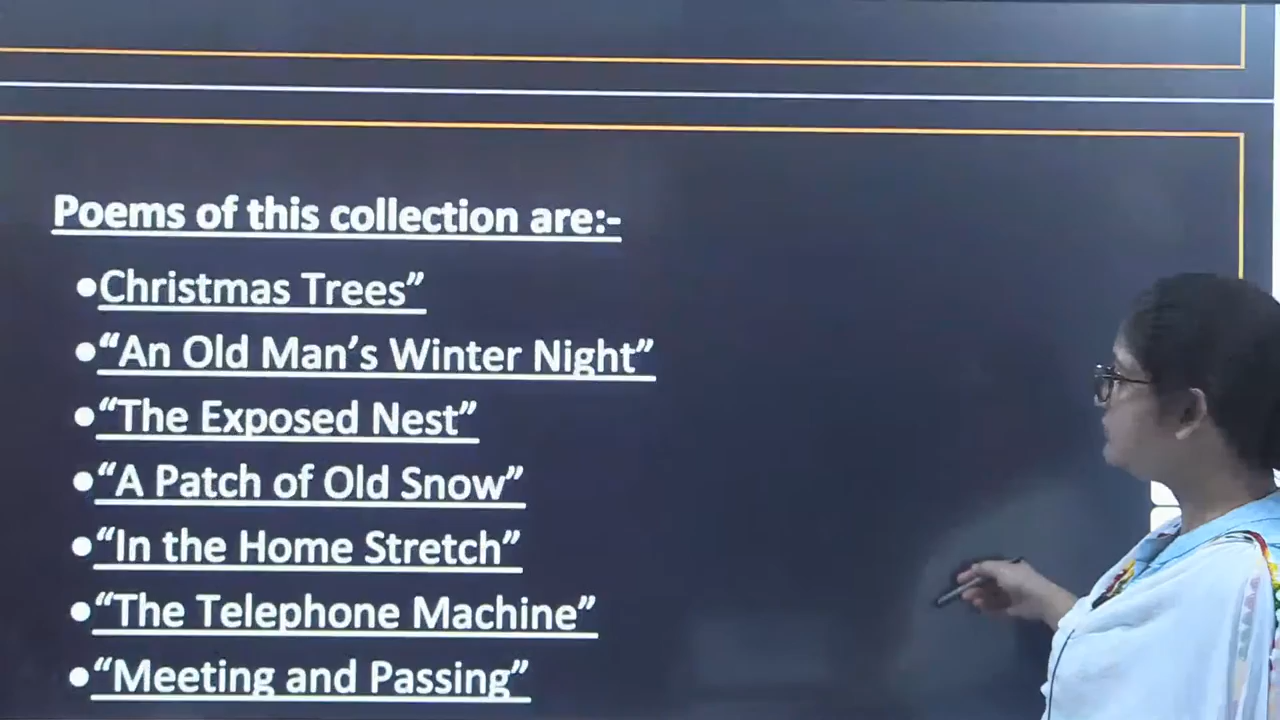 Poems of this collection are:-
•Christmas Trees”
•“An Old Man’s Winter Night”
•“The Exposed Nest”
•“A Patch of Old Snow”
•“In the Home Stretch”
•“The Telephone Machine”
•“Meeting and Passing”